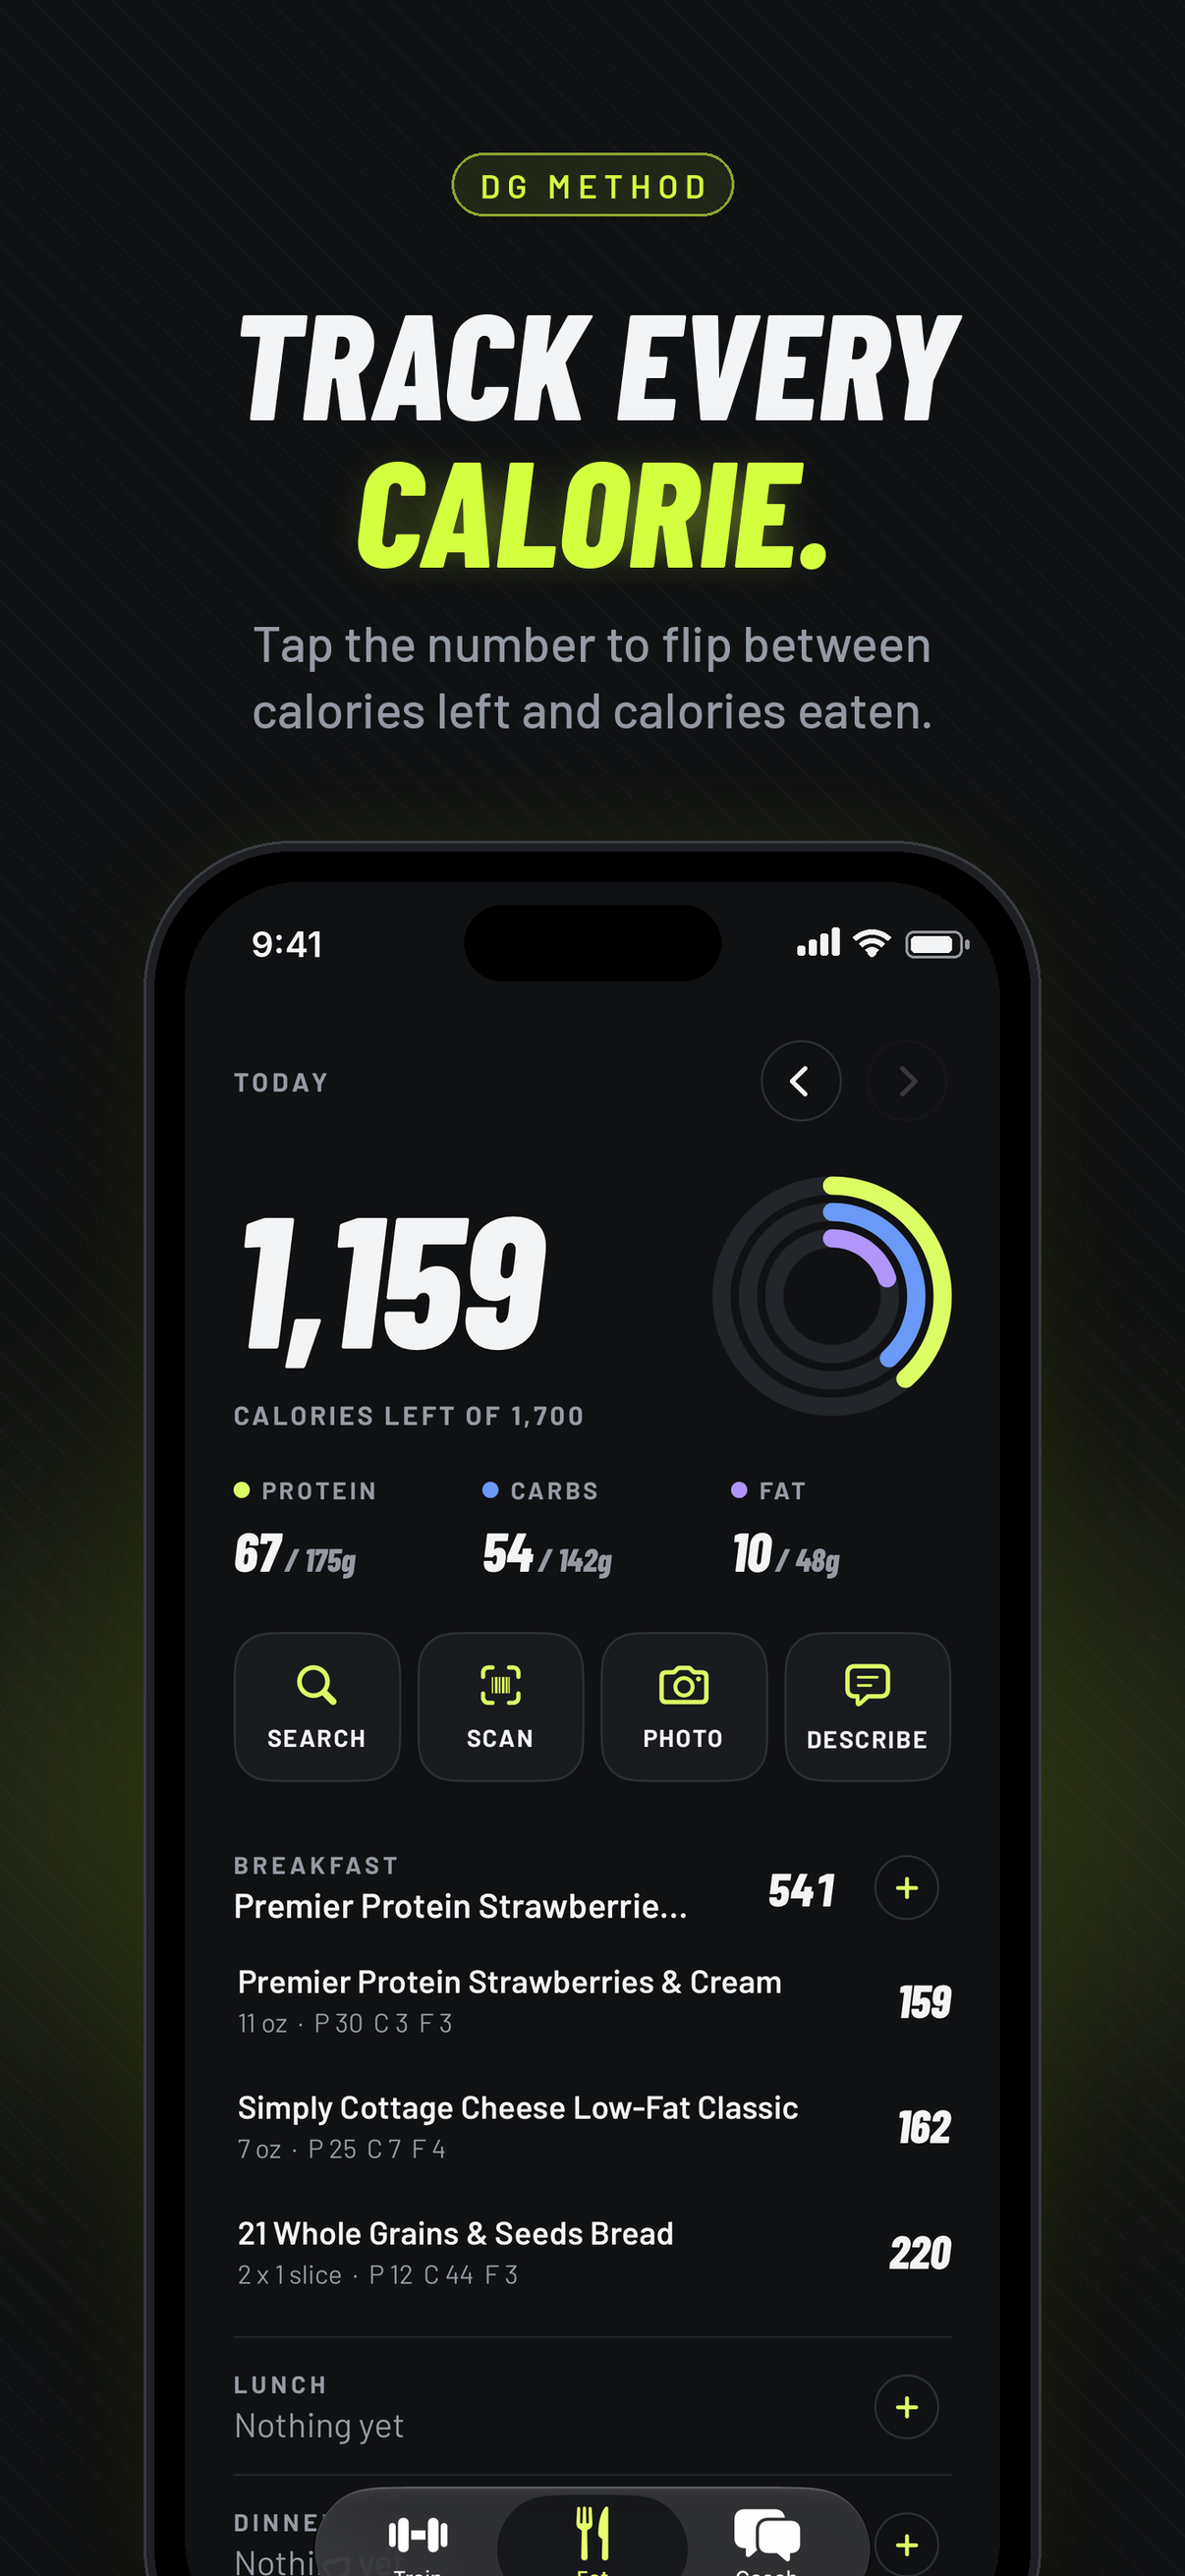 DG METHOD
TRACK EVERY
CALORIE.
Tap the number to flip between
calories left and calories eaten.
9:41
TODAY
1,159
CALORIES LEFT OF 1,700
PROTEIN CARBS FAT
67 / 175g 54 / 142g 10 / 48g
SEARCH SCAN PHOTO DESCRIBE
BREAKFAST
Premier Protein Strawberrie... 541
Premier Protein Strawberries & Cream 159
11 oz · P 30 C 3 F 3
Simply Cottage Cheese Low-Fat Classic 162
7 oz · P 25 C 7 F 4
21 Whole Grains & Seeds Bread 220
2 x 1 slice · P 12 C 44 F 3
LUNCH
Nothing yet